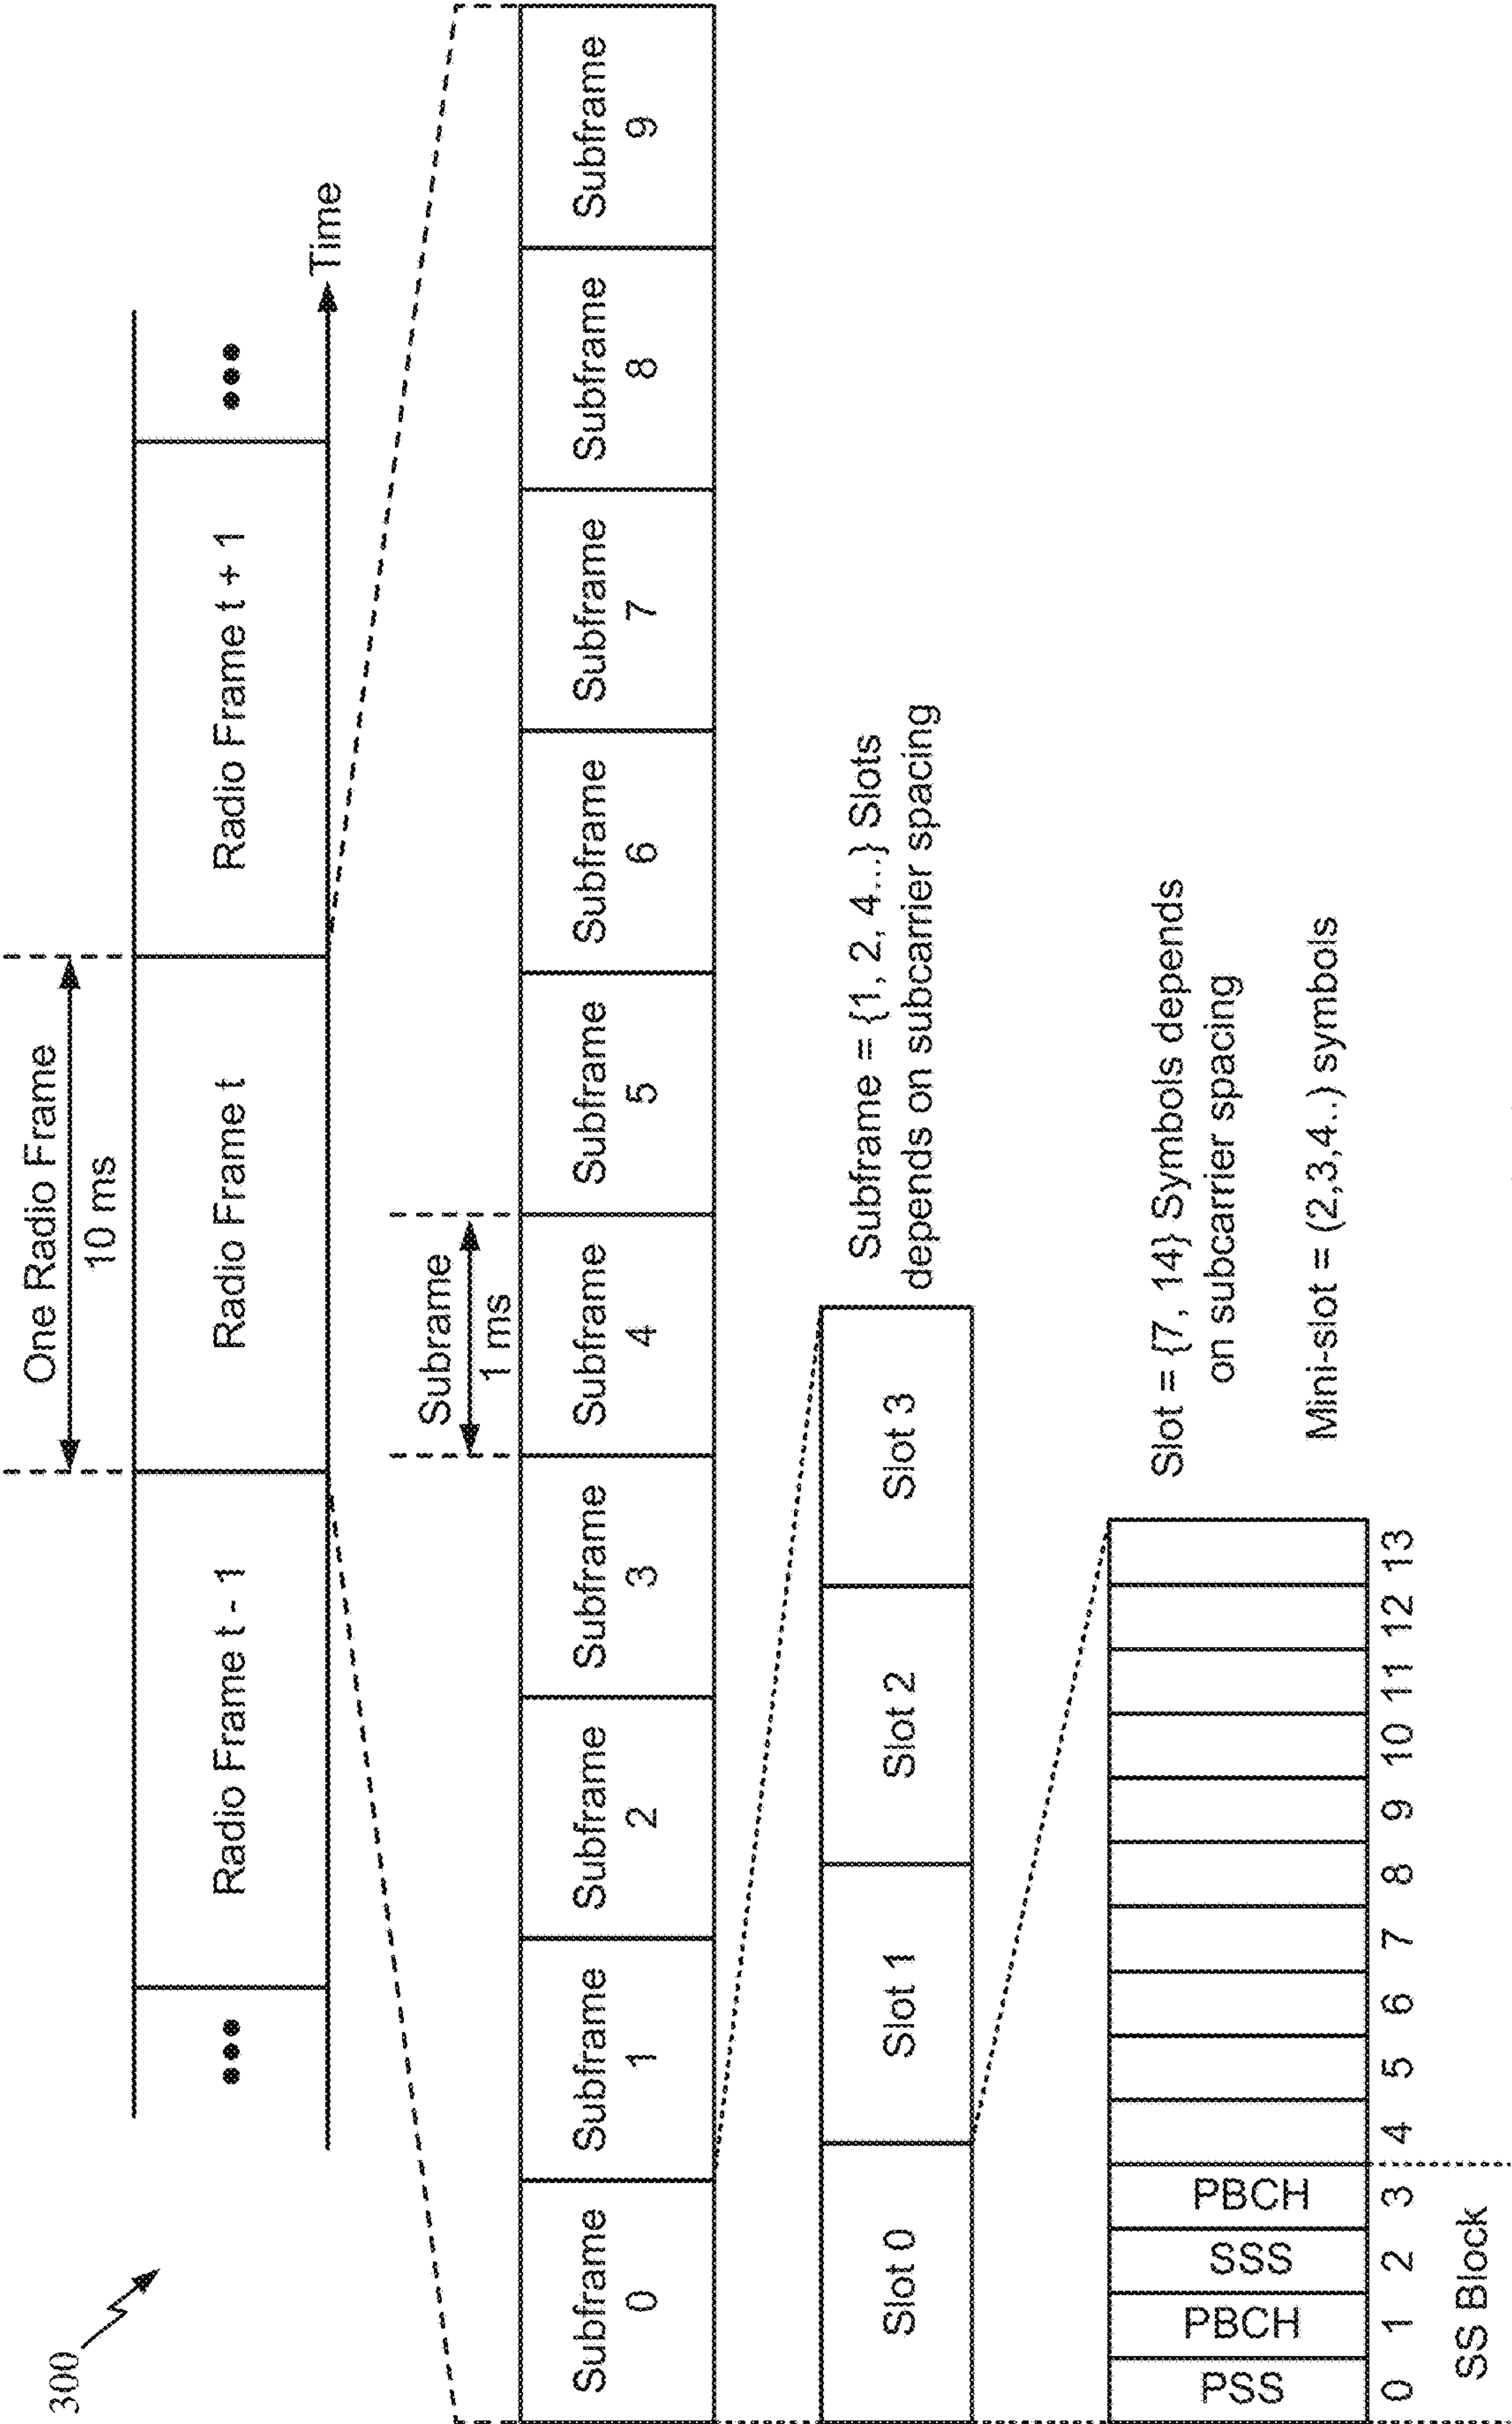 300
One Radio Frame
10 ms
••• Radio Frame t - 1 Radio Frame t Radio Frame t + 1 •••
Time
Subrame
1 ms
Subframe 0
Subframe 1
Subframe 2
Subframe 3
Subframe 4
Subframe 5
Subframe 6
Subframe 7
Subframe 8
Subframe 9
Slot 0 Slot 1 Slot 2 Slot 3
Subframe = {1, 2, 4...} Slots
depends on subcarrier spacing
PSS PBCH SSS PBCH
0 1 2 3 4 5 6 7 8 9 10 11 12 13
SS Block
Slot = {7, 14} Symbols depends
on subcarrier spacing
Mini-slot = (2,3,4..) symbols